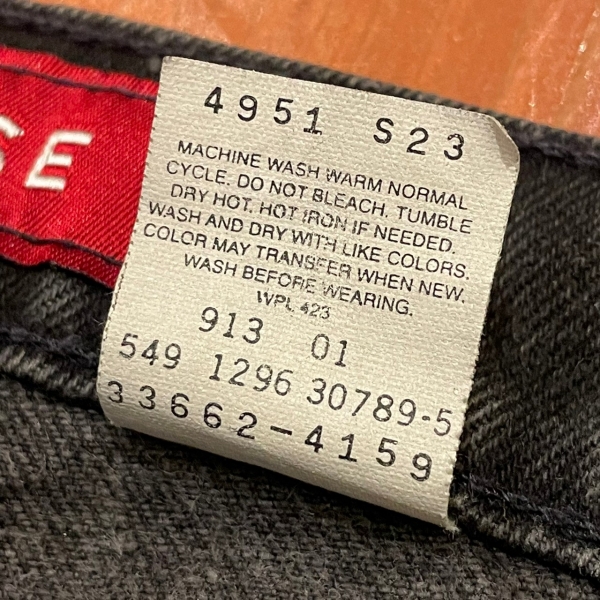 SE
4951 S23
MACHINE WASH WARM NORMAL
CYCLE. DO NOT BLEACH. TUMBLE
DRY HOT. HOT IRON IF NEEDED.
WASH AND DRY WITH LIKE COLORS.
COLOR MAY TRANSFER WHEN NEW.
WASH BEFORE WEARING.
WPL 423
913 01
549 1296 30789-5
33662-4159